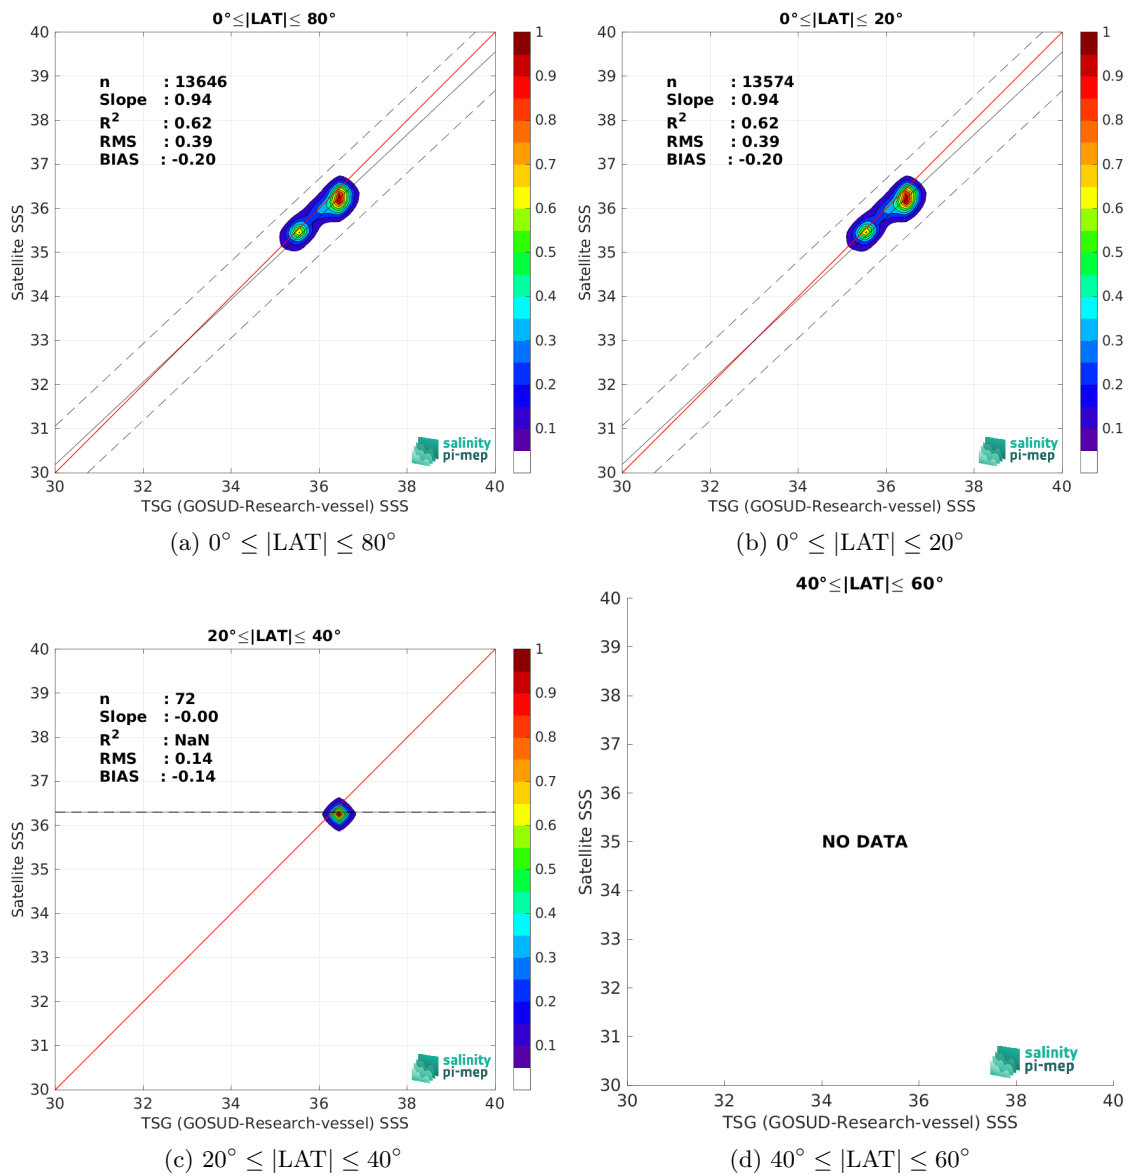 0°≤|LAT|≤ 80°
40
39
38
37
36
35
34
33
32
31
30
Satellite SSS
n : 13646
Slope : 0.94
R2 : 0.62
RMS : 0.39
BIAS : -0.20
salinity
pi-mep
30 32 34 36 38 40
TSG (GOSUD-Research-vessel) SSS
1
0.9
0.8
0.7
0.6
0.5
0.4
0.3
0.2
0.1
(a) 0° ≤ |LAT| ≤ 80°
0°≤|LAT|≤ 20°
40
39
38
37
36
35
34
33
32
31
30
Satellite SSS
n : 13574
Slope : 0.94
R2 : 0.62
RMS : 0.39
BIAS : -0.20
salinity
pi-mep
30 32 34 36 38 40
TSG (GOSUD-Research-vessel) SSS
1
0.9
0.8
0.7
0.6
0.5
0.4
0.3
0.2
0.1
(b) 0° ≤ |LAT| ≤ 20°
20°≤|LAT|≤ 40°
40
39
38
37
36
35
34
33
32
31
30
Satellite SSS
n : 72
Slope : -0.00
R2 : NaN
RMS : 0.14
BIAS : -0.14
salinity
pi-mep
30 32 34 36 38 40
TSG (GOSUD-Research-vessel) SSS
1
0.9
0.8
0.7
0.6
0.5
0.4
0.3
0.2
0.1
(c) 20° ≤ |LAT| ≤ 40°
40°≤|LAT|≤ 60°
40
39
38
37
36
35
34
33
32
31
30
Satellite SSS
NO DATA
salinity
pi-mep
30 32 34 36 38 40
TSG (GOSUD-Research-vessel) SSS
(d) 40° ≤ |LAT| ≤ 60°